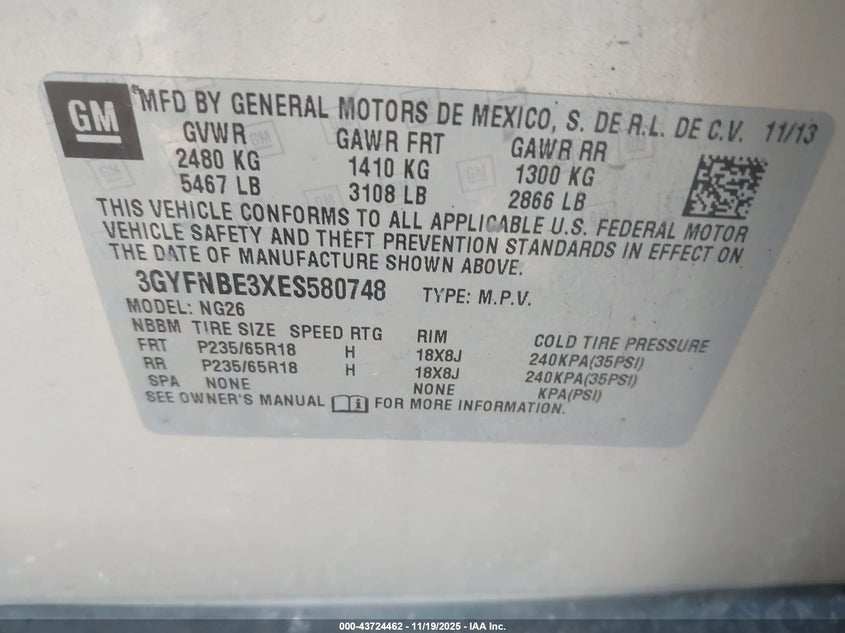 GM
MFD BY GENERAL MOTORS DE MEXICO, S. DE R.L. DE C.V. 11/13
GVWR GAWR FRT GAWR RR
2480 KG 1410 KG 1300 KG
5467 LB 3108 LB 2866 LB
THIS VEHICLE CONFORMS TO ALL APPLICABLE U.S. FEDERAL MOTOR
VEHICLE SAFETY AND THEFT PREVENTION STANDARDS IN EFFECT ON
THE DATE OF MANUFACTURE SHOWN ABOVE.
3GYFNBE3XES580748 TYPE: M.P.V.
MODEL: NG26
NBBM TIRE SIZE SPEED RTG RIM COLD TIRE PRESSURE
FRT P235/65R18 H 18X8J 240KPA(35PSI)
RR P235/65R18 H 18X8J 240KPA(35PSI)
SPA NONE NONE KPA(PSI)
SEE OWNER'S MANUAL FOR MORE INFORMATION.
000-43724462 - 11/19/2025 - IAA Inc.